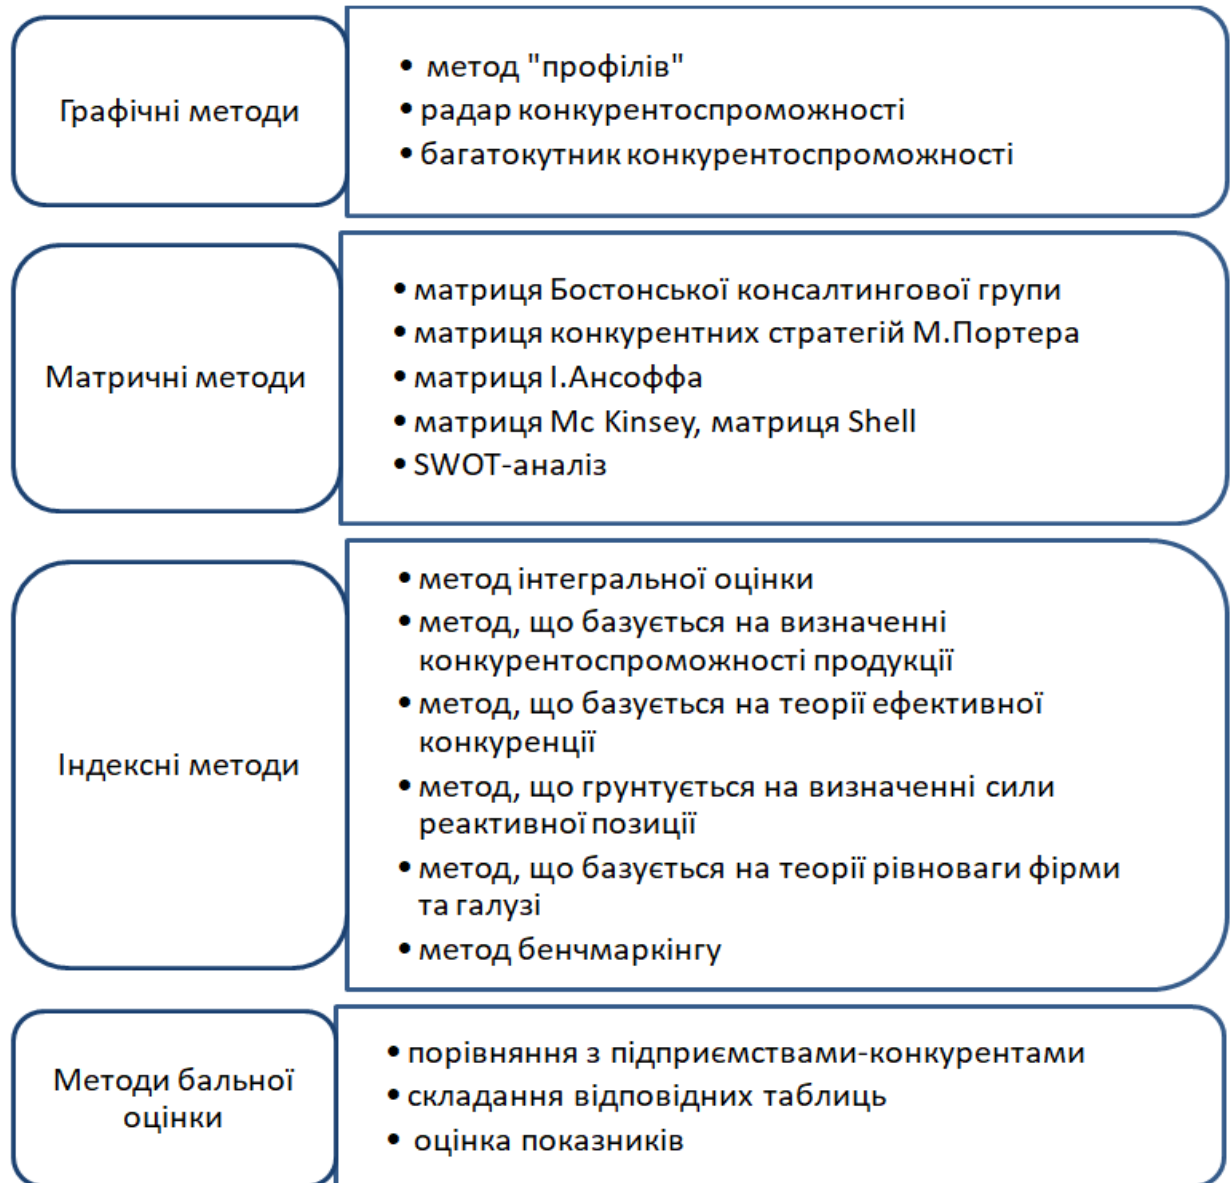 Графічні методи
• метод "профілів"
• радар конкурентоспроможності
• багатокутник конкурентоспроможності
Матричні методи
• матриця Бостонської консалтингової групи
• матриця конкурентних стратегій М.Портера
• матриця І.Ансоффа
• матриця Mc Kinsey, матриця Shell
• SWOT-аналіз
Індексні методи
• метод інтегральної оцінки
• метод, що базується на визначенні
конкурентоспроможності продукції
• метод, що базується на теорії ефективної
конкуренції
• метод, що грунтується на визначенні сили
реактивної позиції
• метод, що базується на теорії рівноваги фірми
та галузі
• метод бенчмаркінгу
Методи бальної
оцінки
• порівняння з підприємствами-конкурентами
• складання відповідних таблиць
• оцінка показників